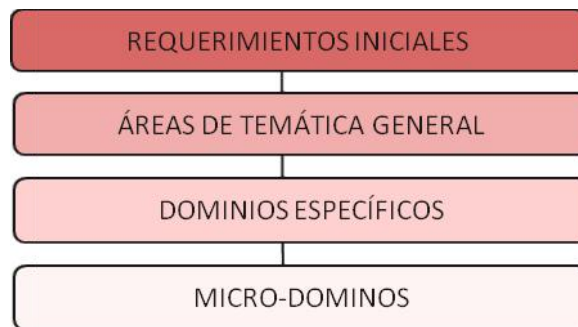 REQUERIMIENTOS INICIALES
ÁREAS DE TEMÁTICA GENERAL
DOMINIOS ESPECÍFICOS
MICRO-DOMINOS